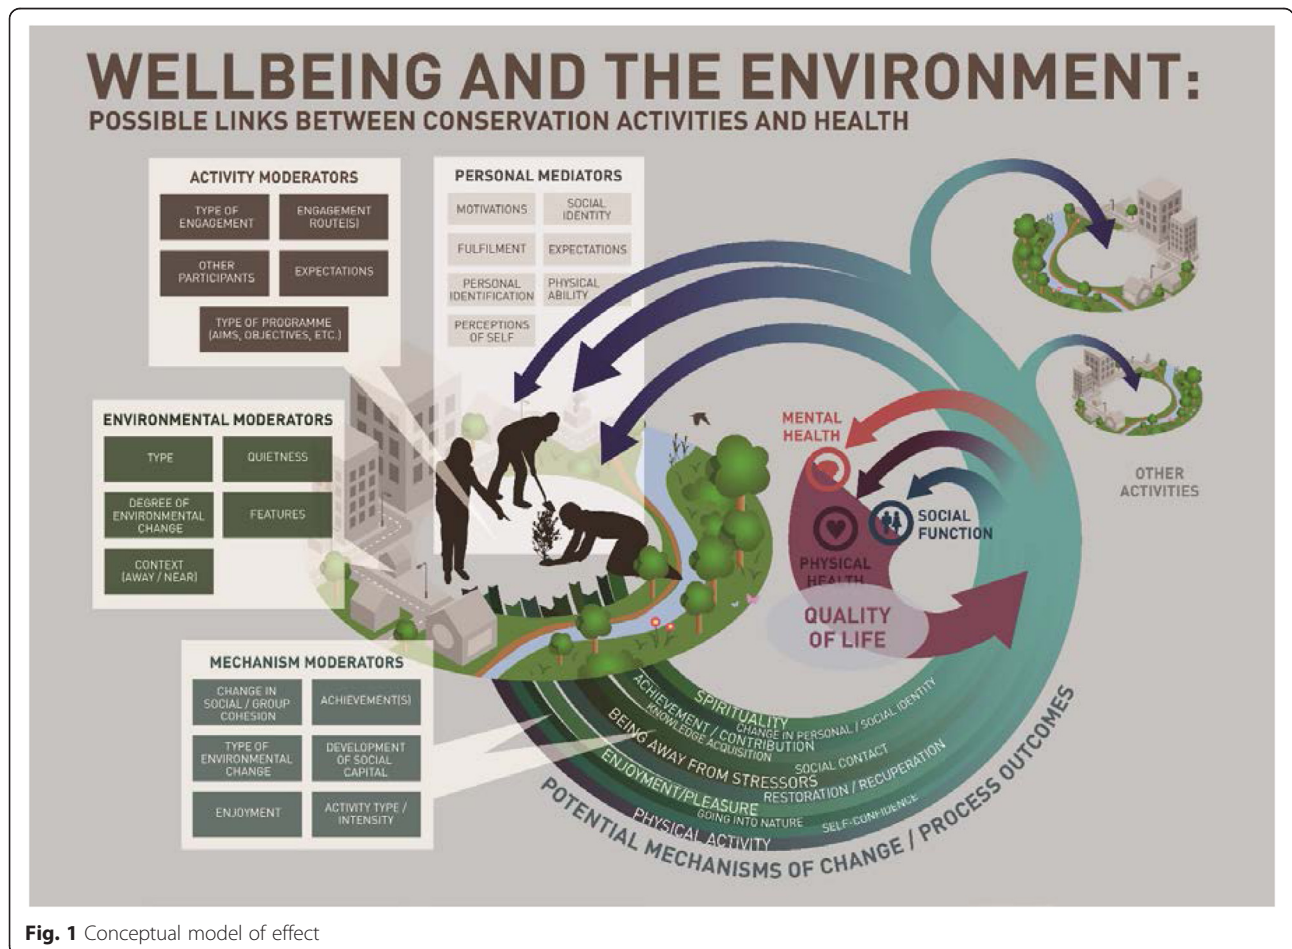 WELLBEING AND THE ENVIRONMENT:
POSSIBLE LINKS BETWEEN CONSERVATION ACTIVITIES AND HEALTH
ACTIVITY MODERATORS
TYPE OF
ENGAGEMENT
ENGAGEMENT
ROUTE(S)
OTHER
PARTICIPANTS
EXPECTATIONS
TYPE OF PROGRAMME
(AIMS, OBJECTIVES, ETC.)
PERSONAL MEDIATORS
MOTIVATIONS
SOCIAL
IDENTITY
FULFILMENT
EXPECTATIONS
PERSONAL
IDENTIFICATION
PHYSICAL
ABILITY
PERCEPTIONS
OF SELF
ENVIRONMENTAL MODERATORS
TYPE
QUIETNESS
DEGREE OF
ENVIRONMENTAL
CHANGE
FEATURES
CONTEXT
(AWAY / NEAR)
MENTAL
HEALTH
SOCIAL
FUNCTION
PHYSICAL
HEALTH
QUALITY
OF LIFE
OTHER
ACTIVITIES
MECHANISM MODERATORS
CHANGE IN
SOCIAL / GROUP
COHESION
ACHIEVEMENT(S)
TYPE OF
ENVIRONMENTAL
CHANGE
DEVELOPMENT
OF SOCIAL
CAPITAL
ENJOYMENT
ACTIVITY TYPE /
INTENSITY
SPIRITUALITY
CHANGE IN PERSONAL / SOCIAL IDENTITY
ACHIEVEMENT / CONTRIBUTION
KNOWLEDGE ACQUISITION
SOCIAL CONTACT
BEING AWAY FROM STRESSORS
RESTORATION / RECUPERATION
ENJOYMENT/PLEASURE
GOING INTO NATURE
SELF-CONFIDENCE
PHYSICAL ACTIVITY
POTENTIAL MECHANISMS OF CHANGE / PROCESS OUTCOMES
Fig. 1 Conceptual model of effect